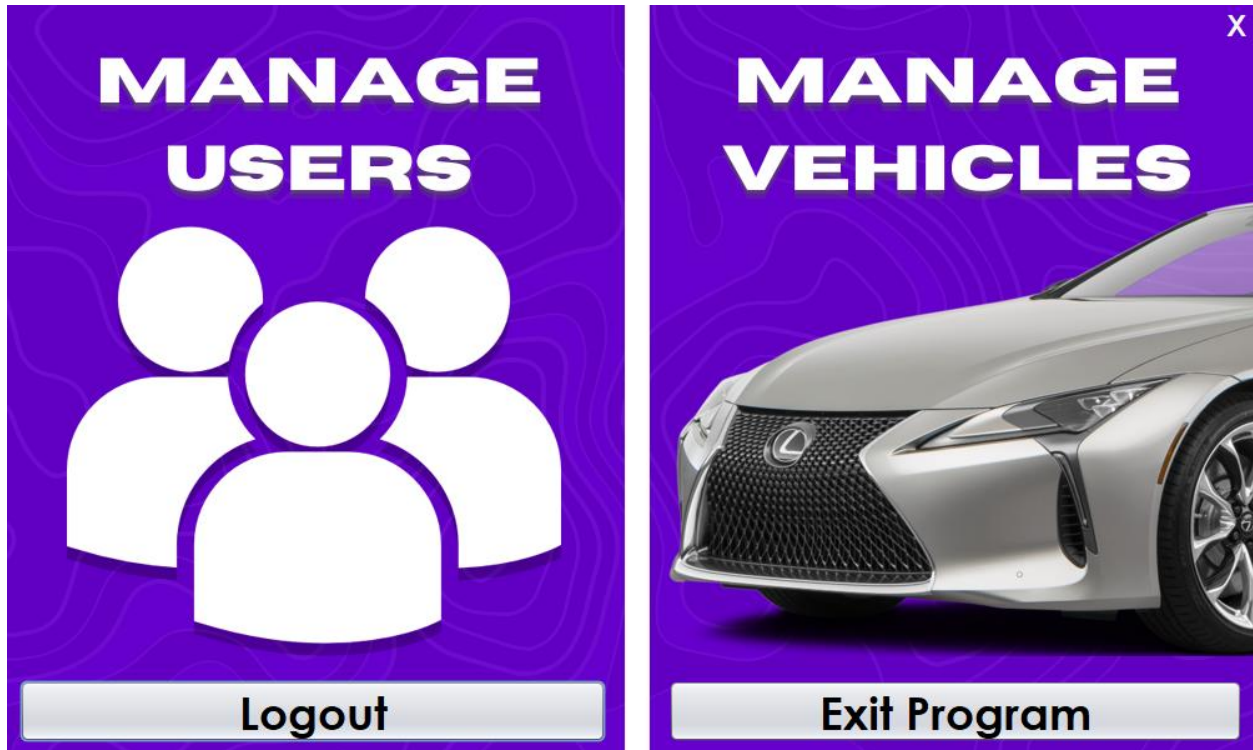 MANAGE
USERS
Logout
X
MANAGE
VEHICLES
Exit Program